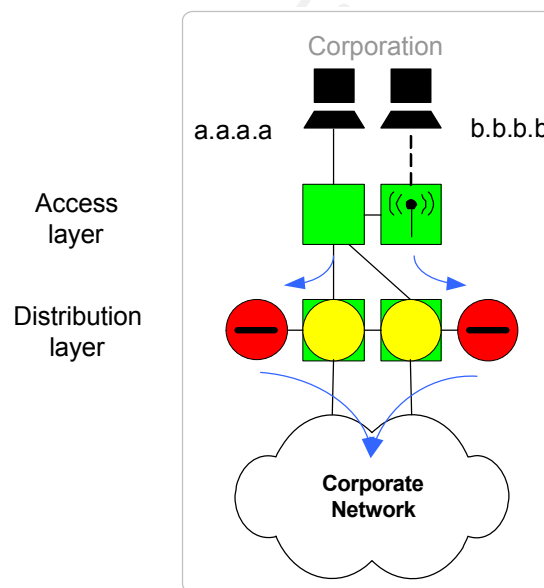 Corporation
a.a.a.a
b.b.b.b
Access
layer
Distribution
layer
Corporate
Network